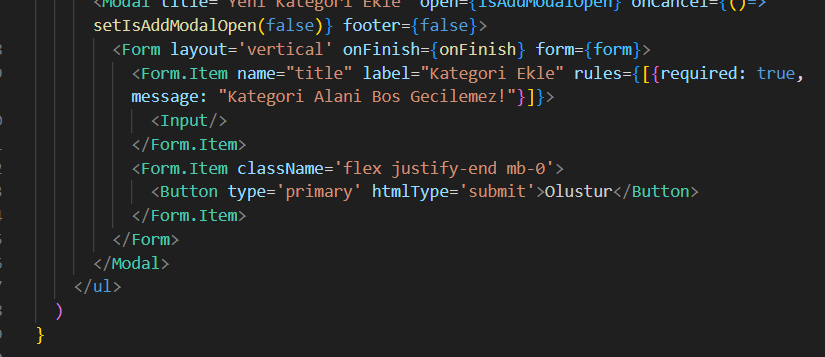 <Modal title="Yeni Kategori Ekle" open={isAddModalOpen} onCancel={()=>
setIsAddModalOpen(false)} footer={false}>
<Form layout='vertical' onFinish={onFinish} form={form}>
<Form.Item name="title" label="Kategori Ekle" rules={[{required: true,
message: "Kategori Alani Bos Gecilemez!"}]}>
<Input/>
</Form.Item>
<Form.Item className='flex justify-end mb-0'>
<Button type='primary' htmlType='submit'>Olustur</Button>
</Form.Item>
</Form>
</Modal>
</ul>
)
}